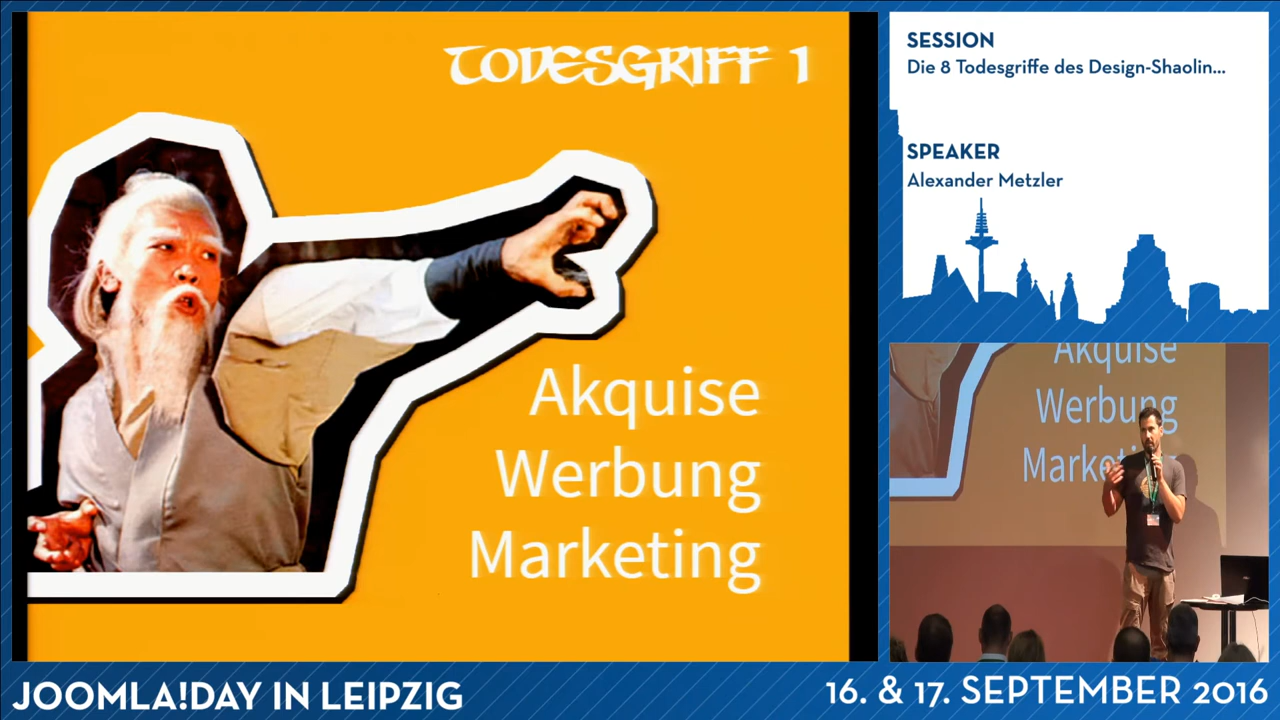 TODESGRIFF 1
Akquise
Werbung
Marketing
SESSION
Die 8 Todesgriffe des Design-Shaolin...
SPEAKER
Alexander Metzler
Akquise
Werbung
Marketing
JOOMLA!DAY IN LEIPZIG
16. & 17. SEPTEMBER 2016